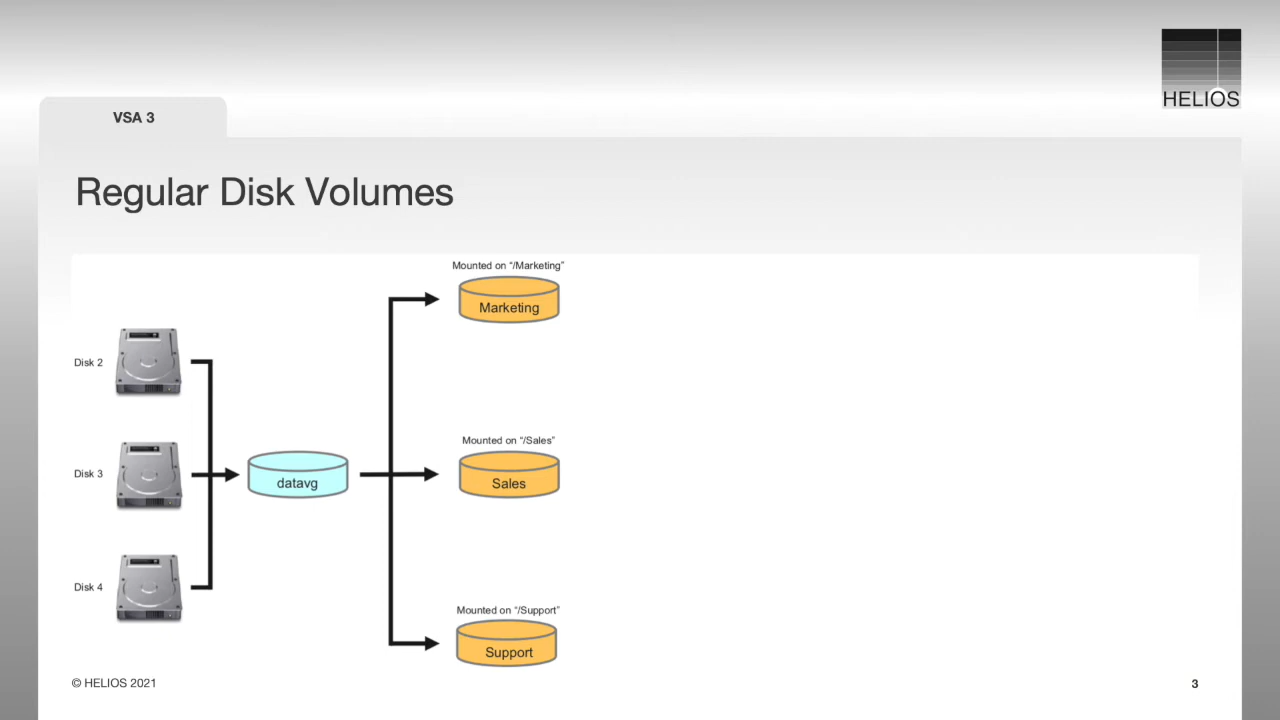 HELIOS
VSA 3
Regular Disk Volumes
Mounted on “/Marketing”
Marketing
Disk 2
Mounted on “/Sales”
Disk 3
datavg
Sales
Disk 4
Mounted on “/Support”
Support
© HELIOS 2021
3